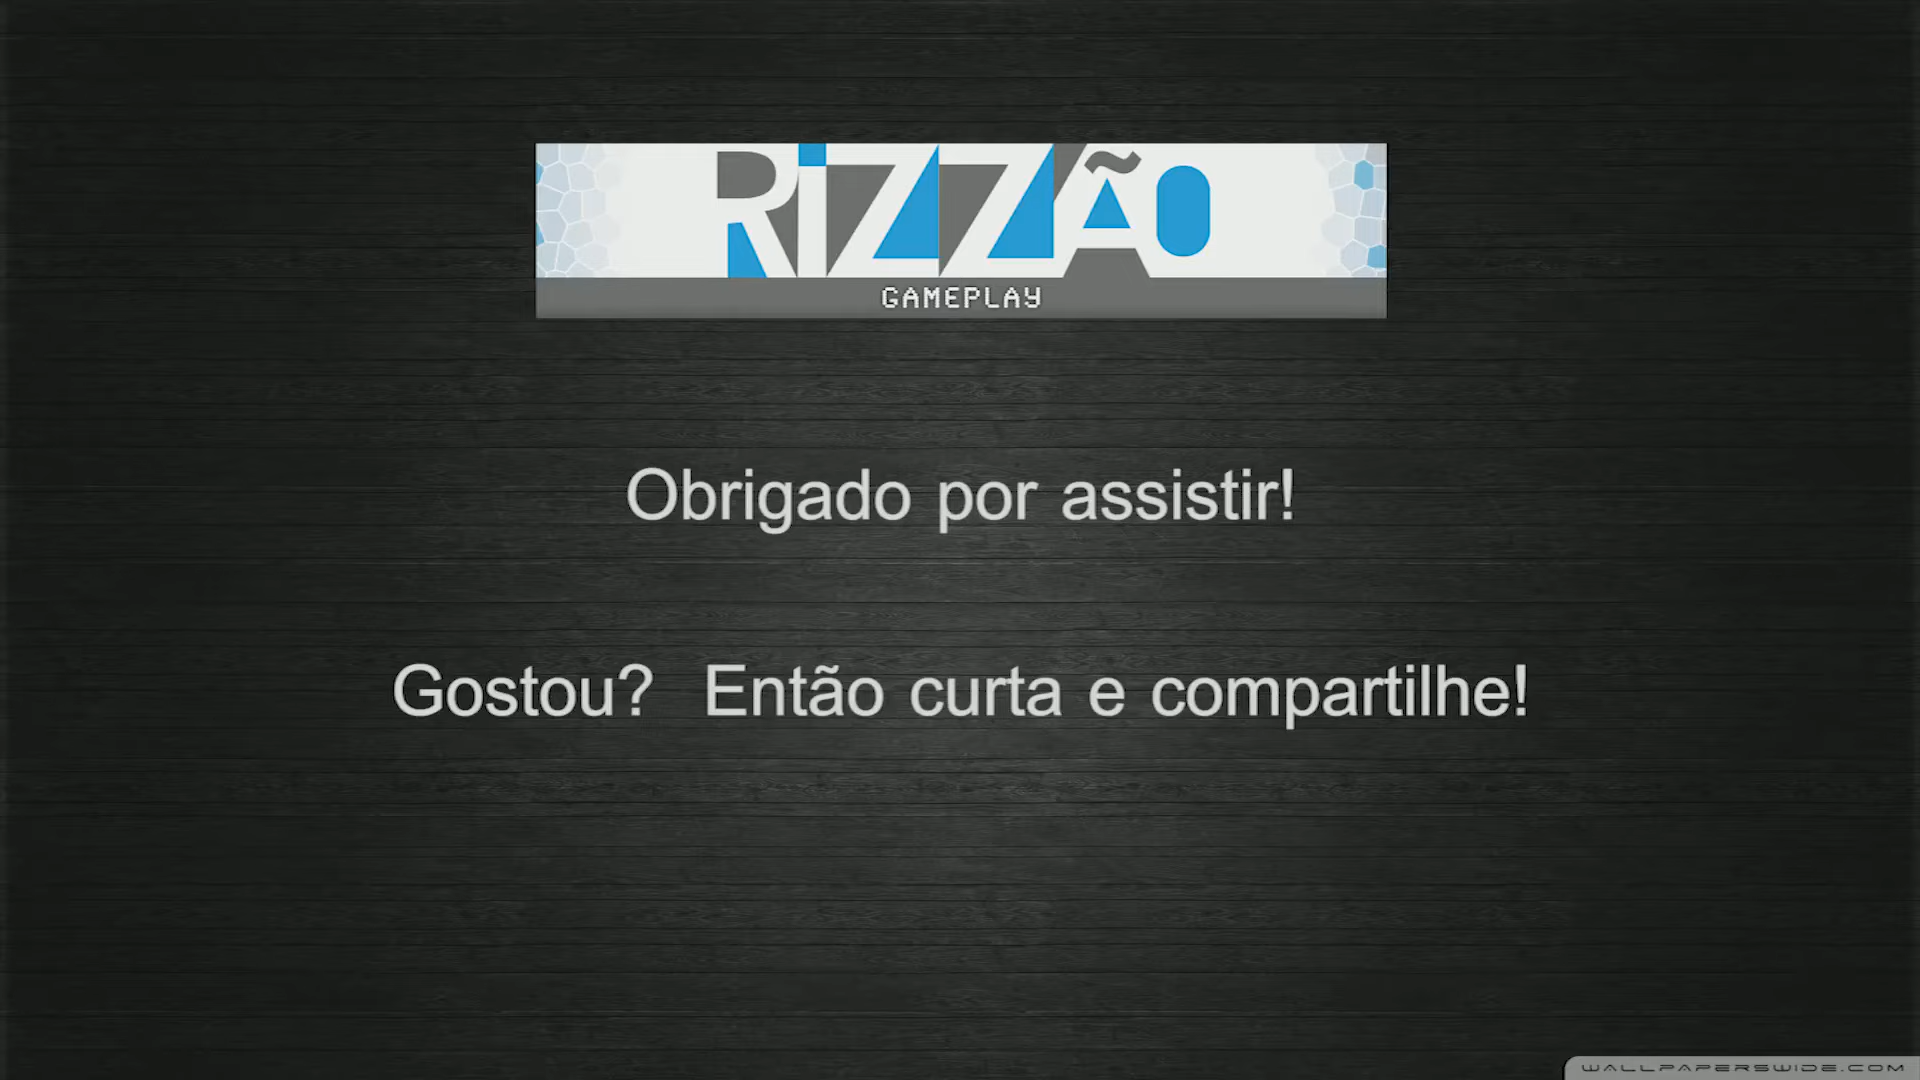 RiZZÃO
GAMEPLAY
Obrigado por assistir!
Gostou? Então curta e compartilhe!
WALLPAPERSWIDE.COM